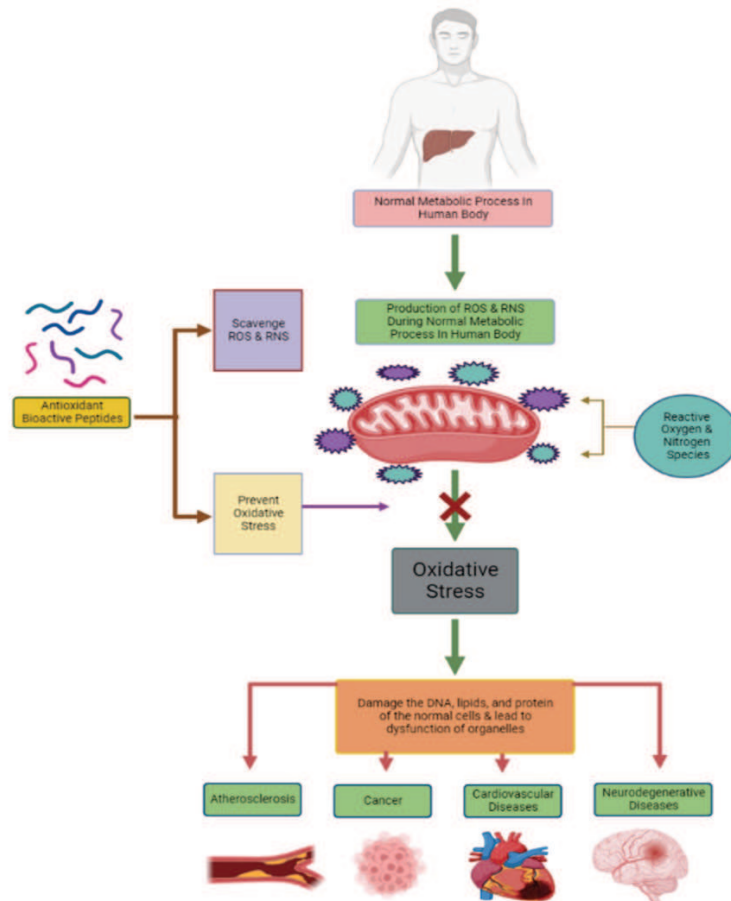 Normal Metabolic Process In
Human Body
Production of ROS & RNS
During Normal Metabolic
Process In Human Body
Scavenge
ROS & RNS
Antioxidant
Bioactive Peptides
Reactive
Oxygen &
Nitrogen
Species
Prevent
Oxidative
Stress
Oxidative
Stress
Damage the DNA, lipids, and protein
of the normal cells & lead to
dysfunction of organelles
Atherosclerosis
Cancer
Cardiovascular
Diseases
Neurodegenerative
Diseases